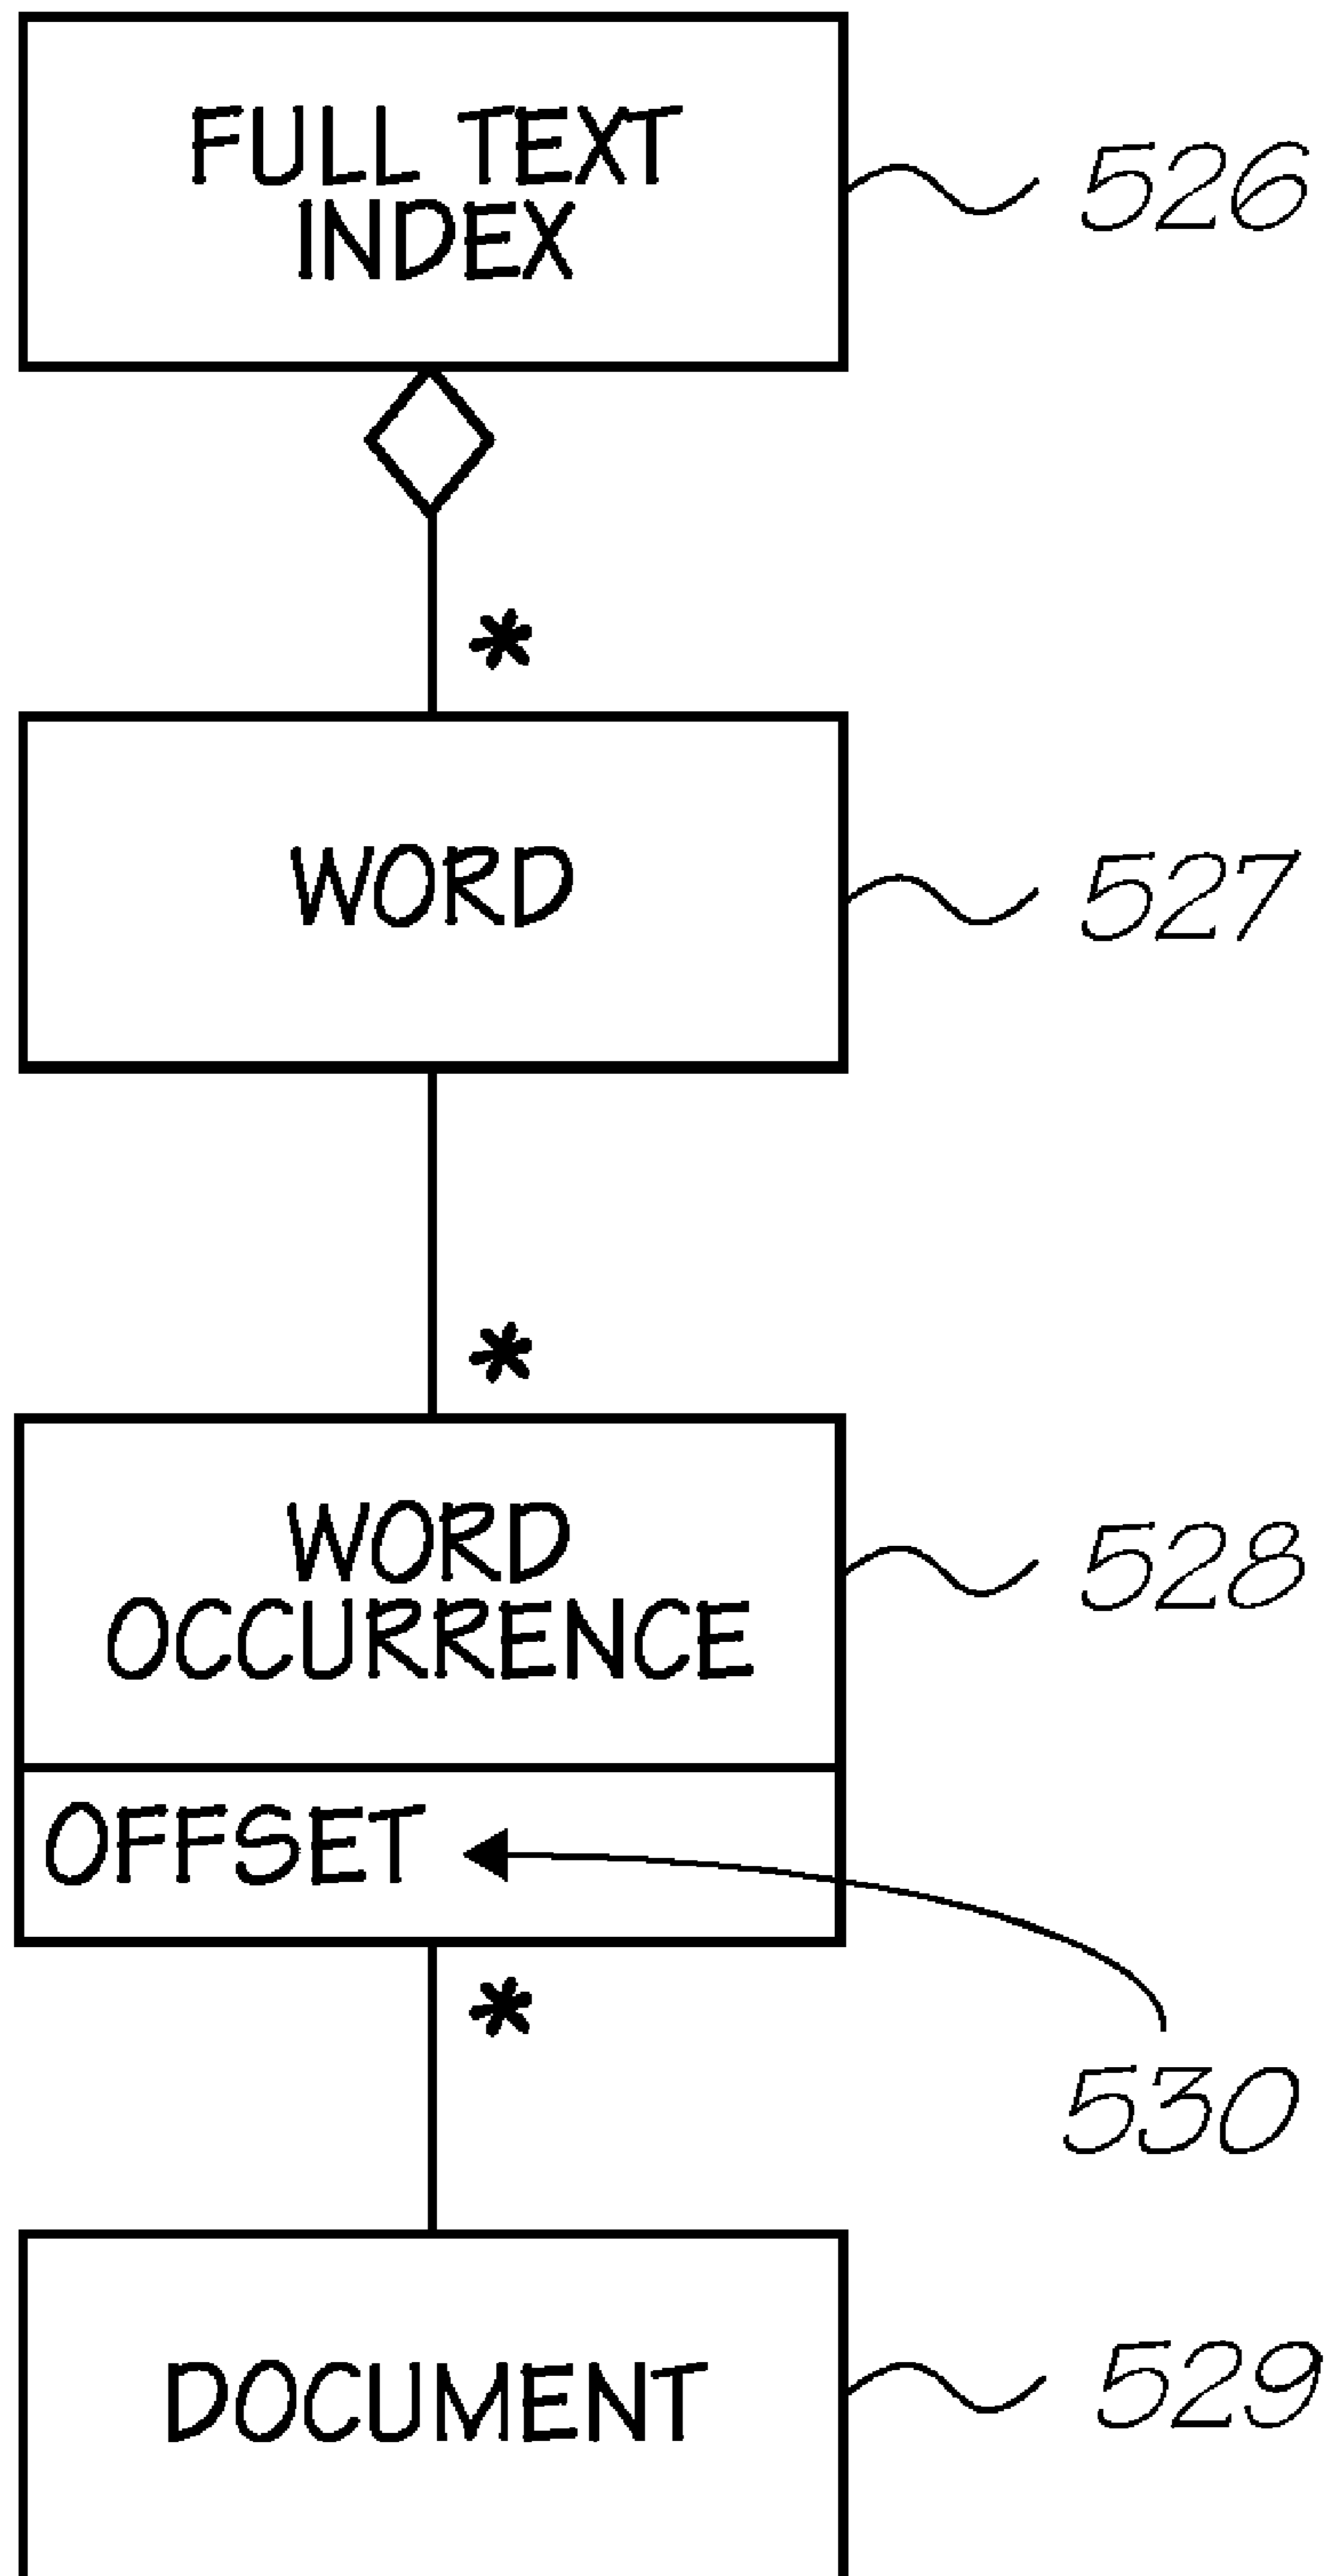 FULL TEXT
INDEX
526
*
WORD
527
*
WORD
OCCURRENCE
528
OFFSET
*
530
DOCUMENT
529